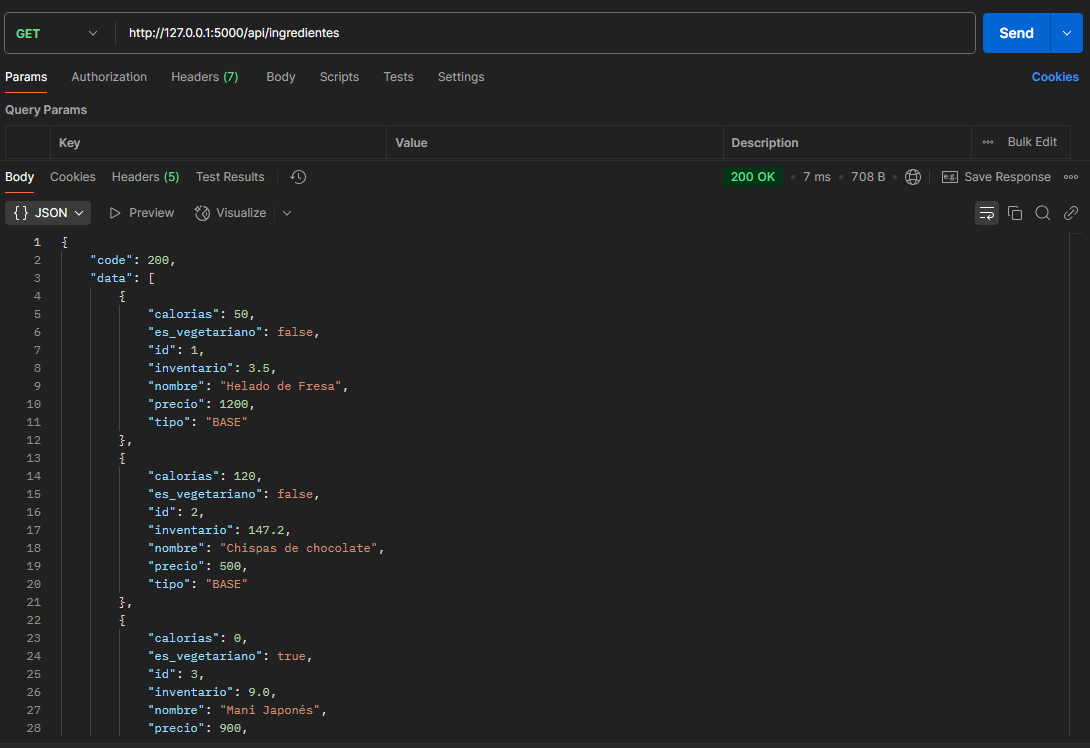 GET http://127.0.0.1:5000/api/ingredientes Send
Params Authorization Headers (7) Body Scripts Tests Settings Cookies
Query Params
Key Value Description Bulk Edit
Body Cookies Headers (5) Test Results 200 OK 7 ms 708 B e.g. Save Response
{} JSON Preview Visualize
1 {
2 "code": 200,
3 "data": [
4 {
5 "calorias": 50,
6 "es_vegetariano": false,
7 "id": 1,
8 "inventario": 3.5,
9 "nombre": "Helado de Fresa",
10 "precio": 1200,
11 "tipo": "BASE"
12 },
13 {
14 "calorias": 120,
15 "es_vegetariano": false,
16 "id": 2,
17 "inventario": 147.2,
18 "nombre": "Chispas de chocolate",
19 "precio": 500,
20 "tipo": "BASE"
21 },
22 {
23 "calorias": 0,
24 "es_vegetariano": true,
25 "id": 3,
26 "inventario": 9.0,
27 "nombre": "Mani Japonés",
28 "precio": 900,